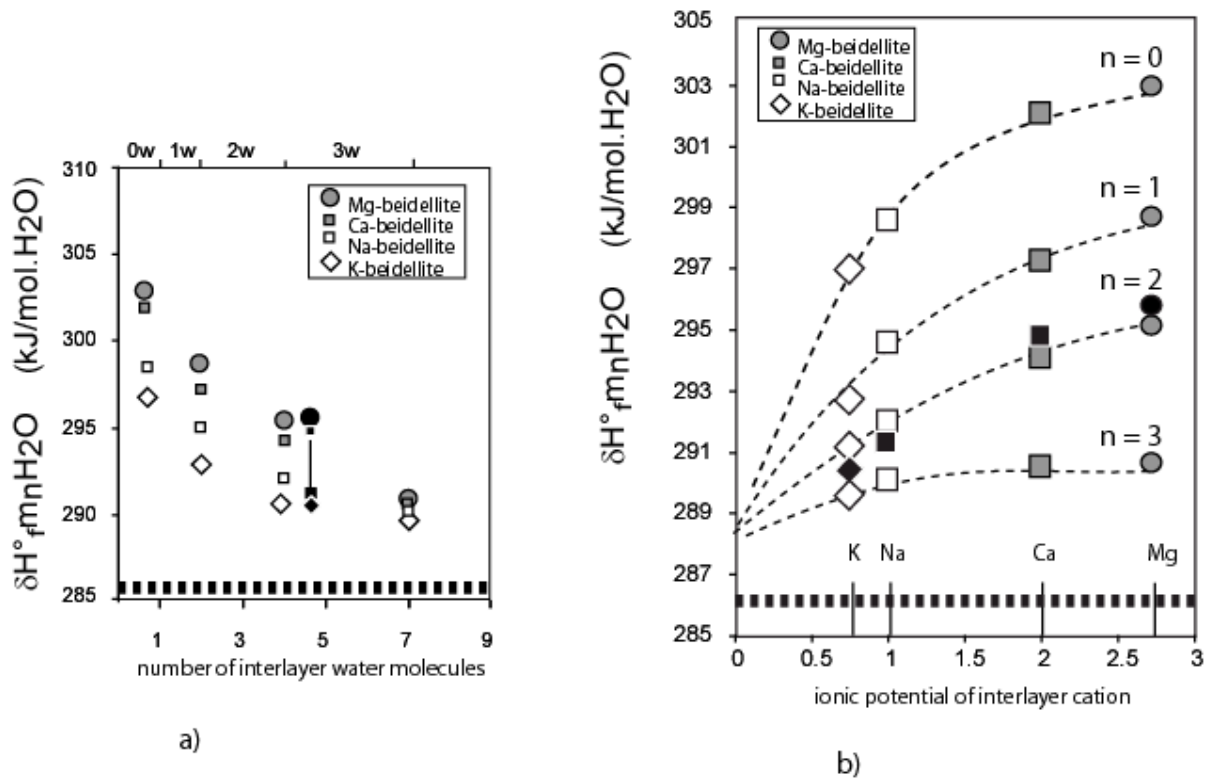 0w 1w 2w 3w
310
305
300
295
290
285
δH°fmnH2O (kJ/mol.H2O)
Mg-beidellite
Ca-beidellite
Na-beidellite
K-beidellite
1 3 5 7 9
number of interlayer water molecules
a)
305
303
301
299
297
295
293
291
289
287
285
δH°fmnH2O (kJ/mol.H2O)
Mg-beidellite
Ca-beidellite
Na-beidellite
K-beidellite
n = 0
n = 1
n = 2
n = 3
K Na Ca Mg
0 0.5 1 1.5 2 2.5 3
ionic potential of interlayer cation
b)